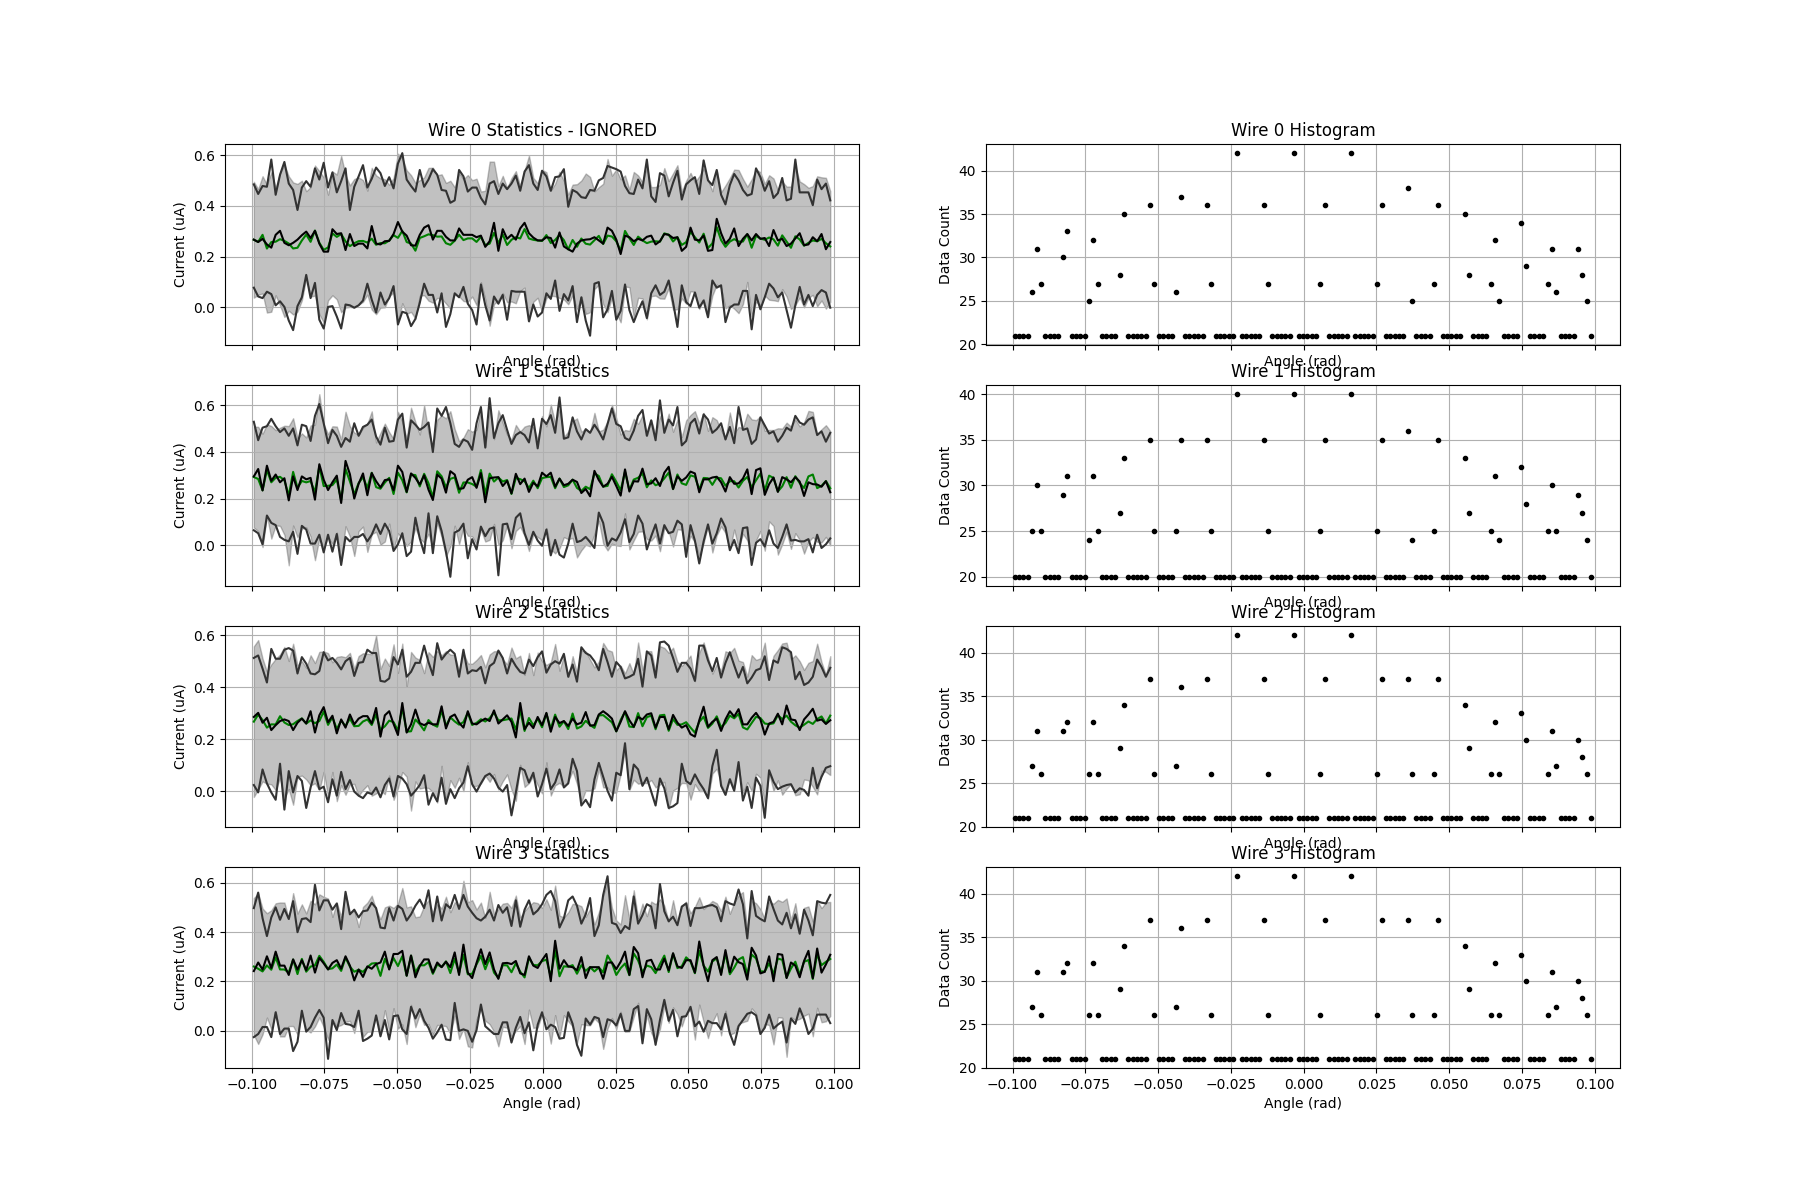 Wire 0 Statistics - IGNORED
Current (uA)
0.6
0.4
0.2
0.0
Angle (rad)
Wire 0 Histogram
Data Count
40
35
30
25
20
Angle (rad)
Wire 1 Statistics
Current (uA)
0.6
0.4
0.2
0.0
Angle (rad)
Wire 1 Histogram
Data Count
40
35
30
25
20
Angle (rad)
Wire 2 Statistics
Current (uA)
0.6
0.4
0.2
0.0
Angle (rad)
Wire 2 Histogram
Data Count
40
35
30
25
20
Angle (rad)
Wire 3 Statistics
Current (uA)
0.6
0.4
0.2
0.0
−0.100 −0.075 −0.050 −0.025 0.000 0.025 0.050 0.075 0.100
Angle (rad)
Wire 3 Histogram
Data Count
40
35
30
25
20
−0.100 −0.075 −0.050 −0.025 0.000 0.025 0.050 0.075 0.100
Angle (rad)